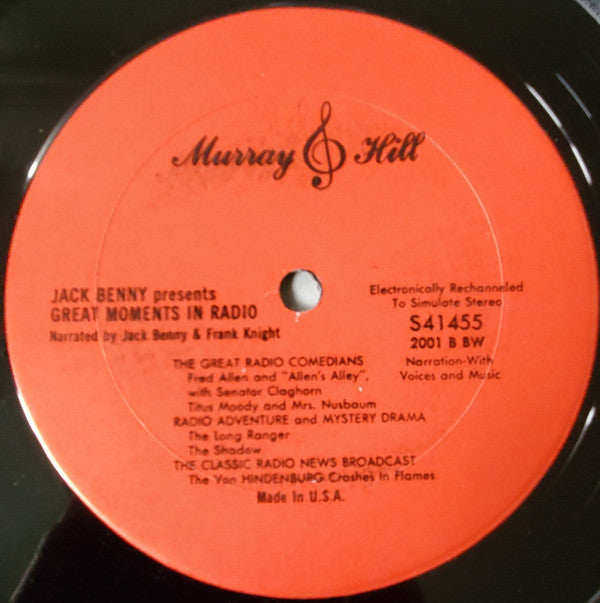 Murray Hill
JACK BENNY presents
GREAT MOMENTS IN RADIO
Narrated by Jack Benny & Frank Knight
Electronically Rechanneled
To Simulate Stereo
S41455
2001 B BW
Narration-With
Voices and Music
THE GREAT RADIO COMEDIANS
Fred Allen and "Allen's Alley",
with Senator Claghorn
Titus Moody and Mrs. Nusbaum
RADIO ADVENTURE and MYSTERY DRAMA
The Long Ranger
The Shadow
THE CLASSIC RADIO NEWS BROADCAST
The Von HINDENBURG Crashes In Flames
Made In U.S.A.